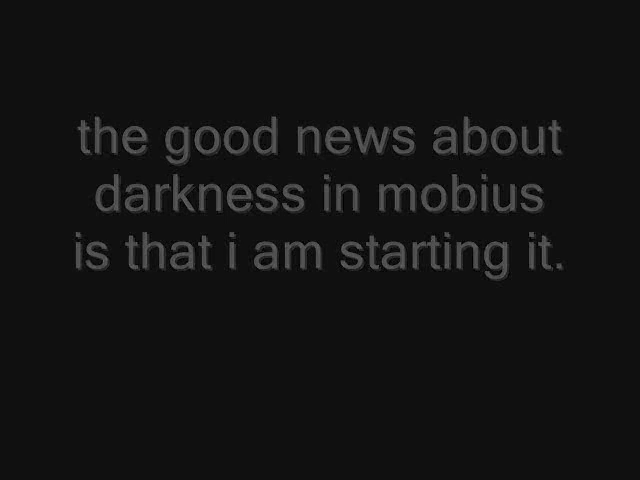 the good news about
darkness in mobius
is that i am starting it.